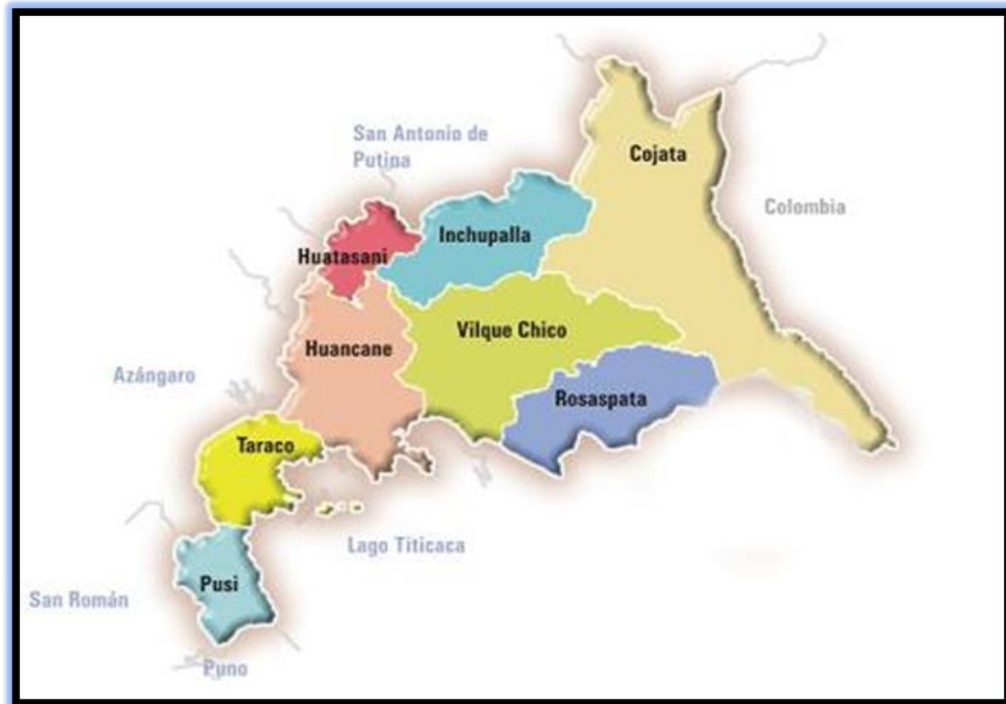 San Antonio de
Putina
Cojata
Colombia
Inchupalla
Huatasani
Vilque Chico
Huancane
Azángaro
Rosaspata
Taraco
Lago Titicaca
Pusi
San Román
Puno